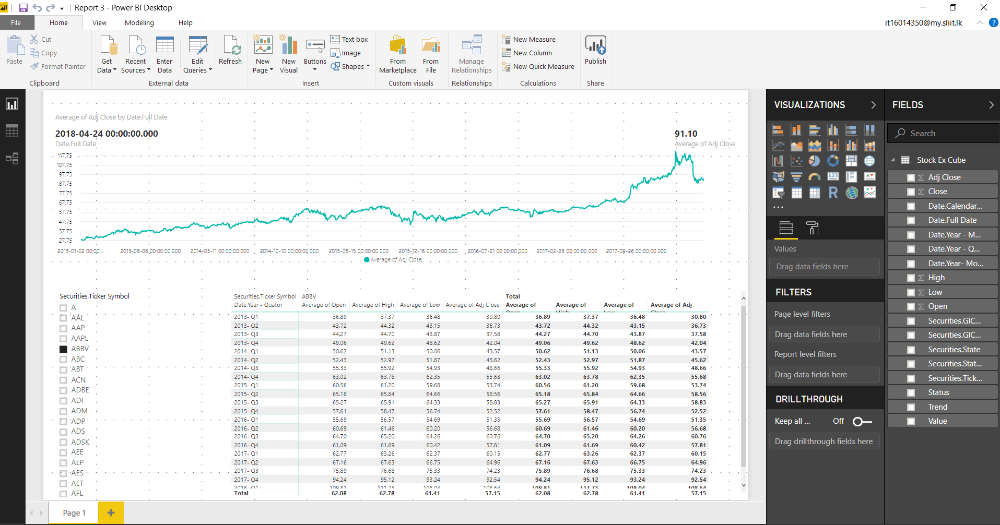 Report 3 - Power BI Desktop
File Home View Modeling Help it16014350@my.sliit.lk ?
Paste
Cut
Copy
Format Painter
Clipboard
Get Data
Recent Sources
Enter Data
Edit Queries
Refresh
External data
New Page
New Visual
Buttons
Text box
Image
Shapes
Insert
From Marketplace
From File
Custom visuals
Manage Relationships
Relationships
New Measure
New Column
New Quick Measure
Calculations
Publish
Share
Average of Adj Close by Date.Full Date
2018-04-24 00:00:00.000
Date.Full Date
91.10
Average of Adj Close
117.75
107.75
97.75
87.75
77.75
67.75
57.75
47.75
37.75
27.75
2013-01-02 00:00:... 2013-08-06 00:00:00.000 2014-03-11 00:00:00.000 2014-10-10 00:00:00.000 2015-05-15 00:00:00.000 2015-12-16 00:00:00.000 2016-07-21 00:00:00.000 2017-02-23 00:00:00.000 2017-09-26 00:00:00.000
Average of Adj Close
Securities.Ticker Symbol
A
AAL
AAP
AAPL
ABBV
ABC
ABT
ACN
ADBE
ADI
ADM
ADP
ADS
ADSK
AEE
AEP
AES
AET
AFL
Securities.Ticker Symbol ABBV Total
Date.Year - Quator Average of Open Average of High Average of Low Average of Adj Close Average of Open Average of High Average of Low Average of Adj Close
2013- Q1 36.89 37.37 36.48 30.80 36.89 37.37 36.48 30.80
2013- Q2 43.72 44.32 43.15 36.73 43.72 44.32 43.15 36.73
2013- Q3 44.27 44.70 43.87 37.58 44.27 44.70 43.87 37.58
2013- Q4 49.06 49.62 48.62 42.04 49.06 49.62 48.62 42.04
2014- Q1 50.62 51.13 50.06 43.57 50.62 51.13 50.06 43.57
2014- Q2 52.43 52.97 51.87 45.62 52.43 52.97 51.87 45.62
2014- Q3 55.33 55.92 54.93 48.66 55.33 55.92 54.93 48.66
2014- Q4 63.02 63.78 62.35 55.68 63.02 63.78 62.35 55.68
2015- Q1 60.56 61.20 59.68 53.74 60.56 61.20 59.68 53.74
2015- Q2 65.18 65.84 64.66 58.56 65.18 65.84 64.66 58.56
2015- Q3 65.27 65.91 64.33 58.83 65.27 65.91 64.33 58.83
2015- Q4 57.61 58.47 56.74 52.52 57.61 58.47 56.74 52.52
2016- Q1 55.69 56.57 54.69 51.35 55.69 56.57 54.69 51.35
2016- Q2 60.69 61.46 60.20 56.68 60.69 61.46 60.20 56.68
2016- Q3 64.70 65.20 64.26 60.76 64.70 65.20 64.26 60.76
2016- Q4 61.09 61.69 60.42 57.81 61.09 61.69 60.42 57.81
2017- Q1 62.77 63.26 62.37 60.15 62.77 63.26 62.37 60.15
2017- Q2 67.16 67.63 66.75 64.96 67.16 67.63 66.75 64.96
2017- Q3 75.89 76.68 75.33 74.23 75.89 76.68 75.33 74.23
2017- Q4 94.24 95.12 93.24 92.54 94.24 95.12 93.24 92.54
2018- Q1 109.81 111.73 108.04 108.64 109.81 111.73 108.04 108.64
Total 62.08 62.78 61.41 57.15 62.08 62.78 61.41 57.15
Page 1
VISUALIZATIONS
123
R
Values
Drag data fields here
FILTERS
Page level filters
Drag data fields here
Report level filters
Drag data fields here
DRILLTHROUGH
Keep all ... Off
Drag drillthrough fields here
FIELDS
Search
Stock Ex Cube
Adj Close
Close
Date.Calendar...
Date.Full Date
Date.Year - M...
Date.Year - Q...
Date.Year- Mo...
High
Low
Open
Securities.GIC...
Securities.GIC...
Securities.State
Securities.Stat...
Securities.Tick...
Status
Trend
Value